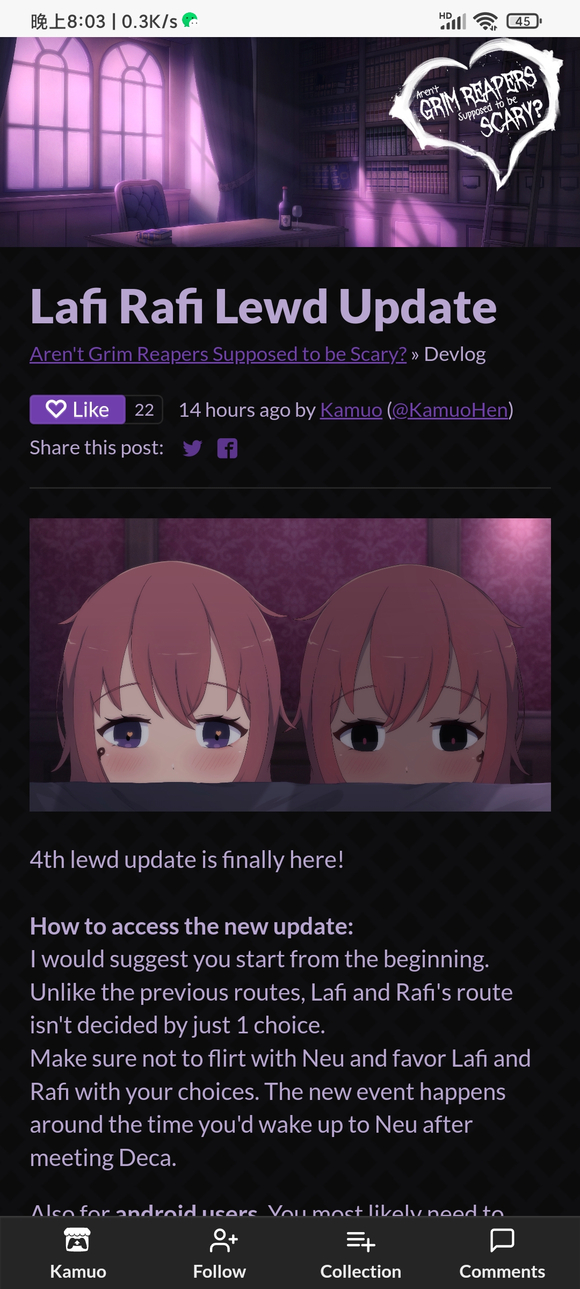 晚上8:03 | 0.3K/s
HD
45
Aren't
GRIM REAPERS
Supposed to be
SCARY?
Lafi Rafi Lewd Update
Aren't Grim Reapers Supposed to be Scary? » Devlog
Like 22 14 hours ago by Kamuo (@KamuoHen)
Share this post:
4th lewd update is finally here!
How to access the new update:
I would suggest you start from the beginning.
Unlike the previous routes, Lafi and Rafi's route
isn't decided by just 1 choice.
Make sure not to flirt with Neu and favor Lafi and
Rafi with your choices. The new event happens
around the time you'd wake up to Neu after
meeting Deca.
Also for android users. You most likely need to
Kamuo Follow Collection Comments